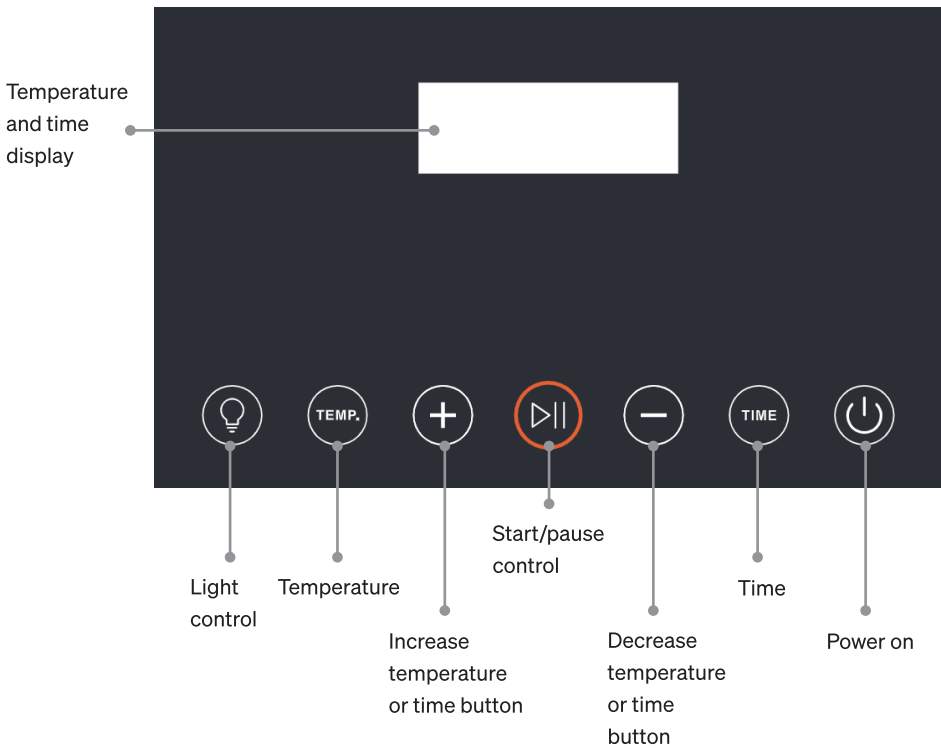 Temperature
and time
display
TEMP.
TIME
Light
control
Temperature
Increase
temperature
or time button
Start/pause
control
Decrease
temperature
or time
button
Time
Power on